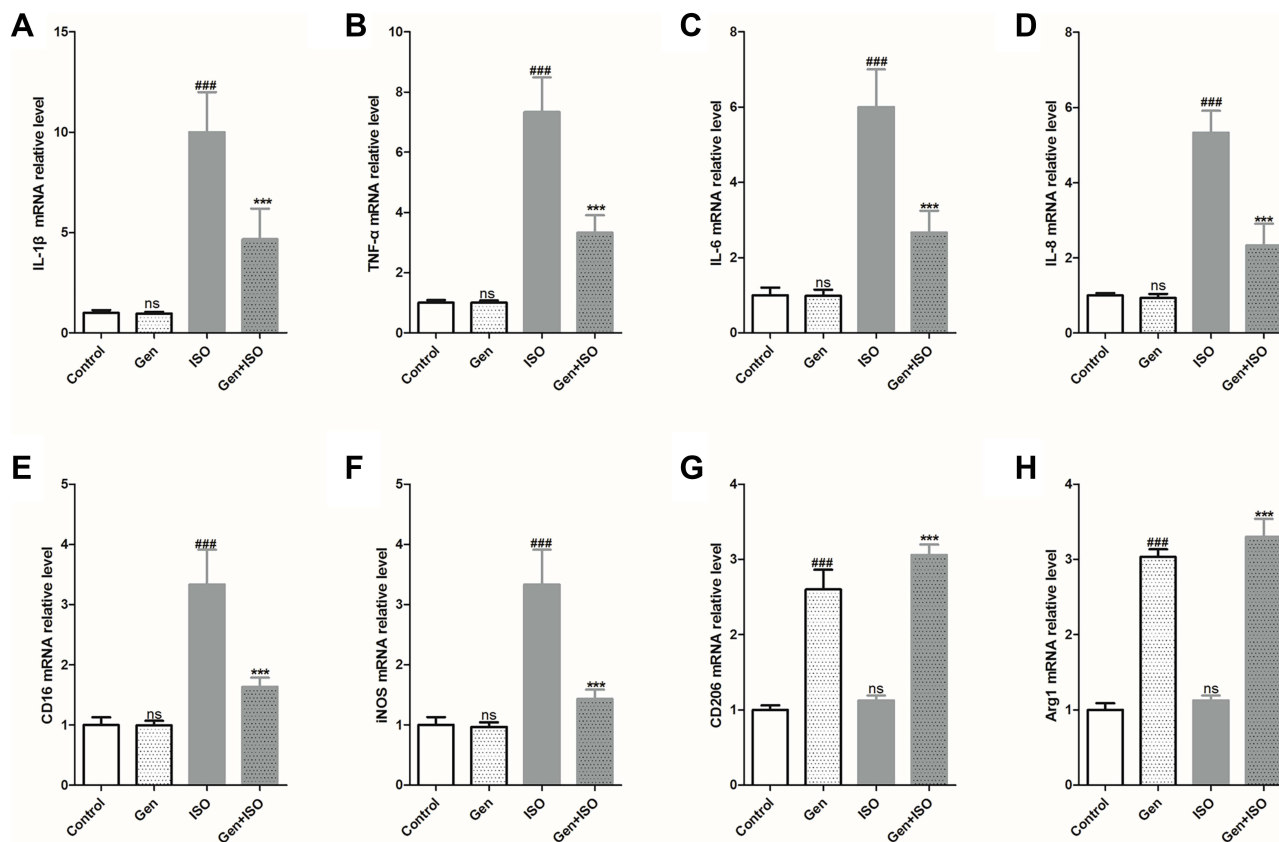 A
IL-1β mRNA relative level
15
10
5
0
ns
###
***
Control
Gen
ISO
Gen+ISO
B
TNF-α mRNA relative level
10
8
6
4
2
0
ns
###
***
Control
Gen
ISO
Gen+ISO
C
IL-6 mRNA relative level
8
6
4
2
0
ns
###
***
Control
Gen
ISO
Gen+ISO
D
IL-8 mRNA relative level
8
6
4
2
0
ns
###
***
Control
Gen
ISO
Gen+ISO
E
CD16 mRNA relative level
5
4
3
2
1
0
ns
###
***
Control
Gen
ISO
Gen+ISO
F
iNOS mRNA relative level
5
4
3
2
1
0
ns
###
***
Control
Gen
ISO
Gen+ISO
G
CD206 mRNA relative level
4
3
2
1
0
###
ns
***
Control
Gen
ISO
Gen+ISO
H
Arg1 mRNA relative level
4
3
2
1
0
###
ns
***
Control
Gen
ISO
Gen+ISO